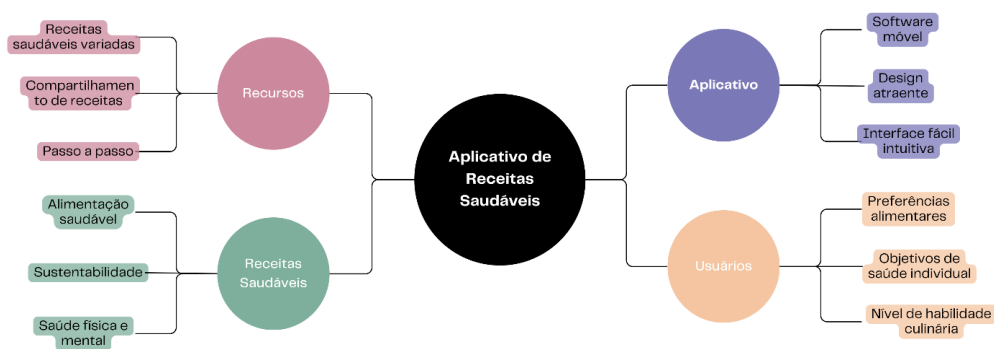 Receitas
saudáveis variadas
Compartilhamen
to de receitas
Passo a passo
Recursos
Alimentação
saudável
Sustentabilidade
Saúde física e
mental
Receitas
Saudáveis
Aplicativo de
Receitas
Saudáveis
Aplicativo
Software
móvel
Design
atraente
Interface fácil
intuitiva
Usuários
Preferências
alimentares
Objetivos de
saúde individual
Nível de habilidade
culinária